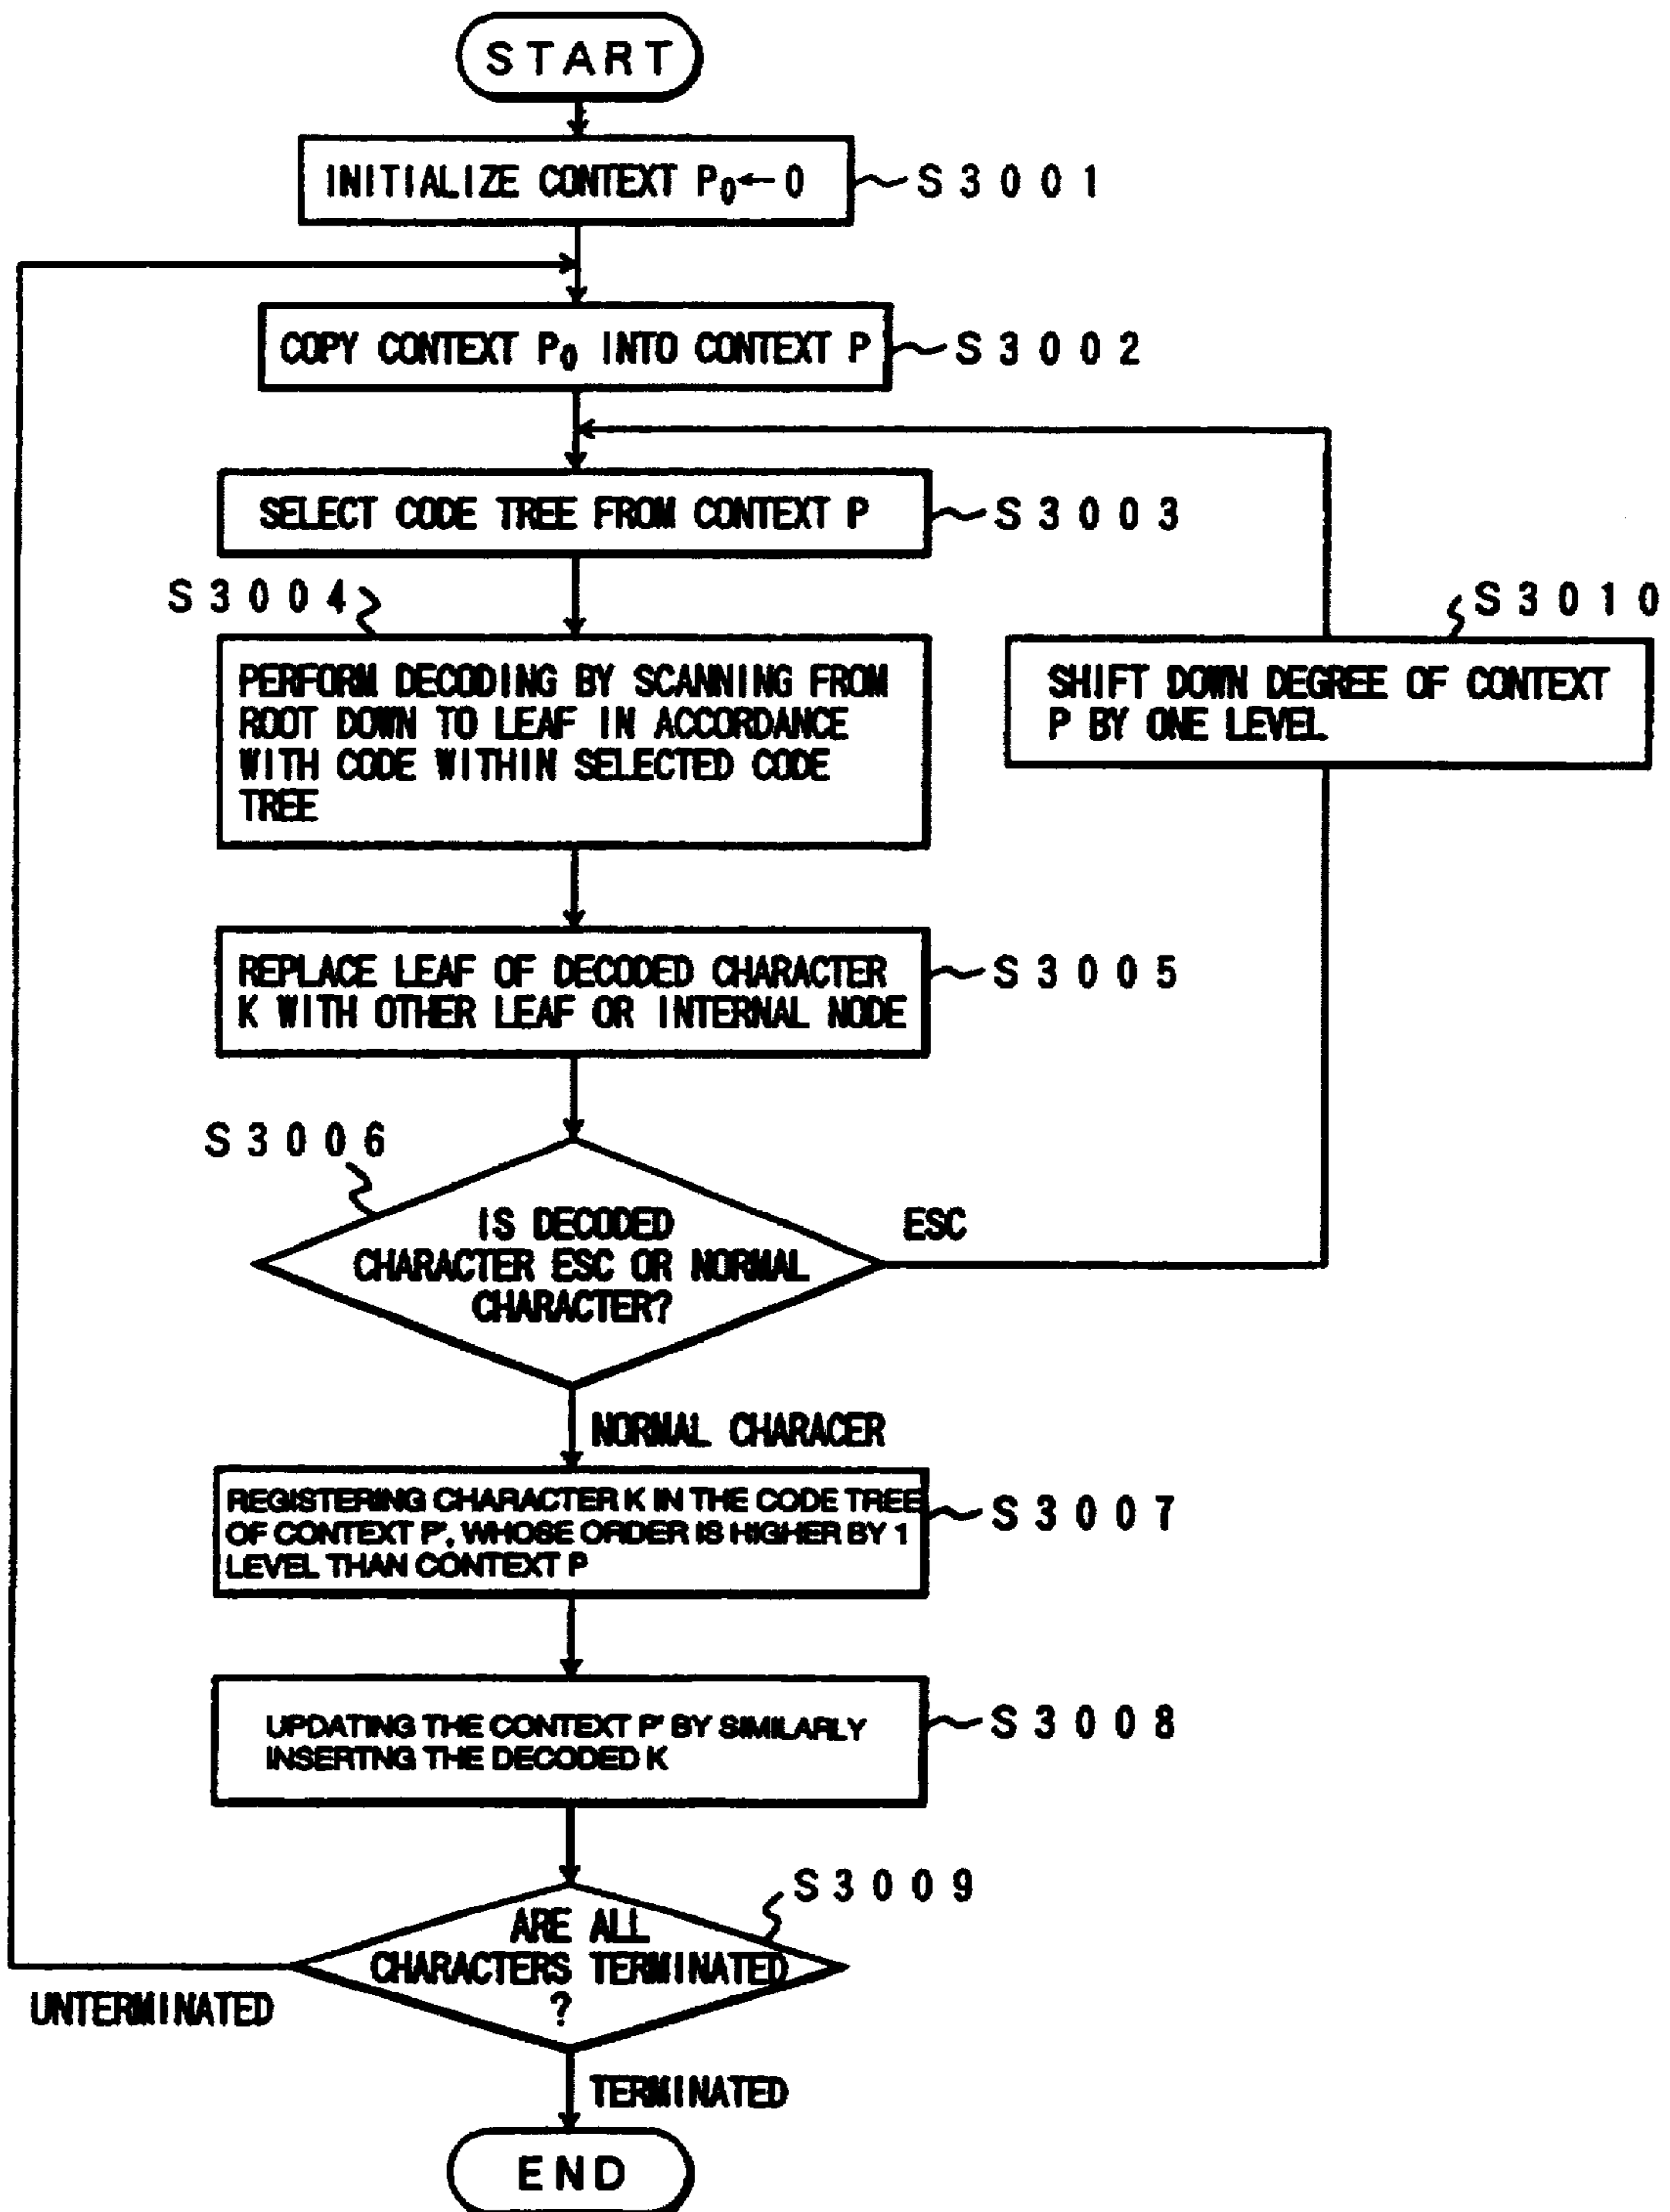 START
INITIALIZE CONTEXT P₀←0
S3001
COPY CONTEXT P₀ INTO CONTEXT P
S3002
SELECT CODE TREE FROM CONTEXT P
S3003
S3004
PERFORM DECODING BY SCANNING FROM
ROOT DOWN TO LEAF IN ACCORDANCE
WITH CODE WITHIN SELECTED CODE
TREE
S3010
SHIFT DOWN DEGREE OF CONTEXT
P BY ONE LEVEL
REPLACE LEAF OF DECODED CHARACTER
K WITH OTHER LEAF OR INTERNAL NODE
S3005
S3006
IS DECODED
CHARACTER ESC OR NORMAL
CHARACTER?
ESC
NORMAL CHARACER
REGISTERING CHARACTER K IN THE CODE TREE
OF CONTEXT P', WHOSE ORDER IS HIGHER BY 1
LEVEL THAN CONTEXT P
S3007
UPDATING THE CONTEXT P' BY SIMILARLY
INSERTNG THE DECODED K
S3008
S3009
ARE ALL
CHARACTERS TERMINATED
?
UNTERMINATED
TERMINATED
END